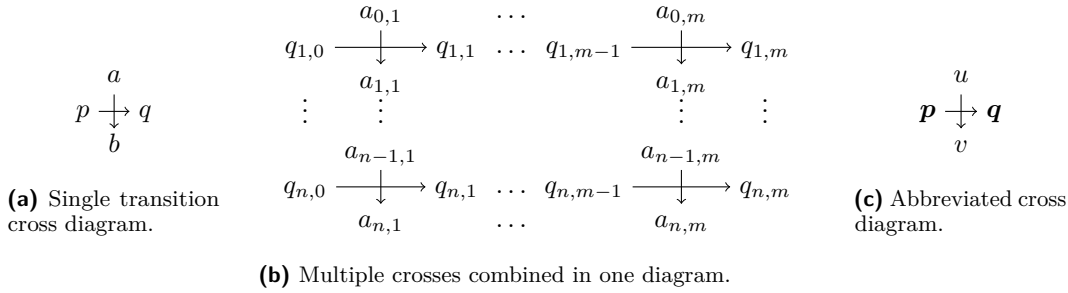 a_{0,1} … a_{0,m}
q_{1,0} → q_{1,1} … q_{1,m−1} → q_{1,m}
a a_{1,1} a_{1,m} u
p → q ⋮ ⋮ ⋮ ⋮ 𝒑 → 𝒒
b a_{n−1,1} a_{n−1,m} v
q_{n,0} → q_{n,1} … q_{n,m−1} → q_{n,m}
a_{n,1} … a_{n,m}
(a) Single transition
cross diagram.
(c) Abbreviated cross
diagram.
(b) Multiple crosses combined in one diagram.